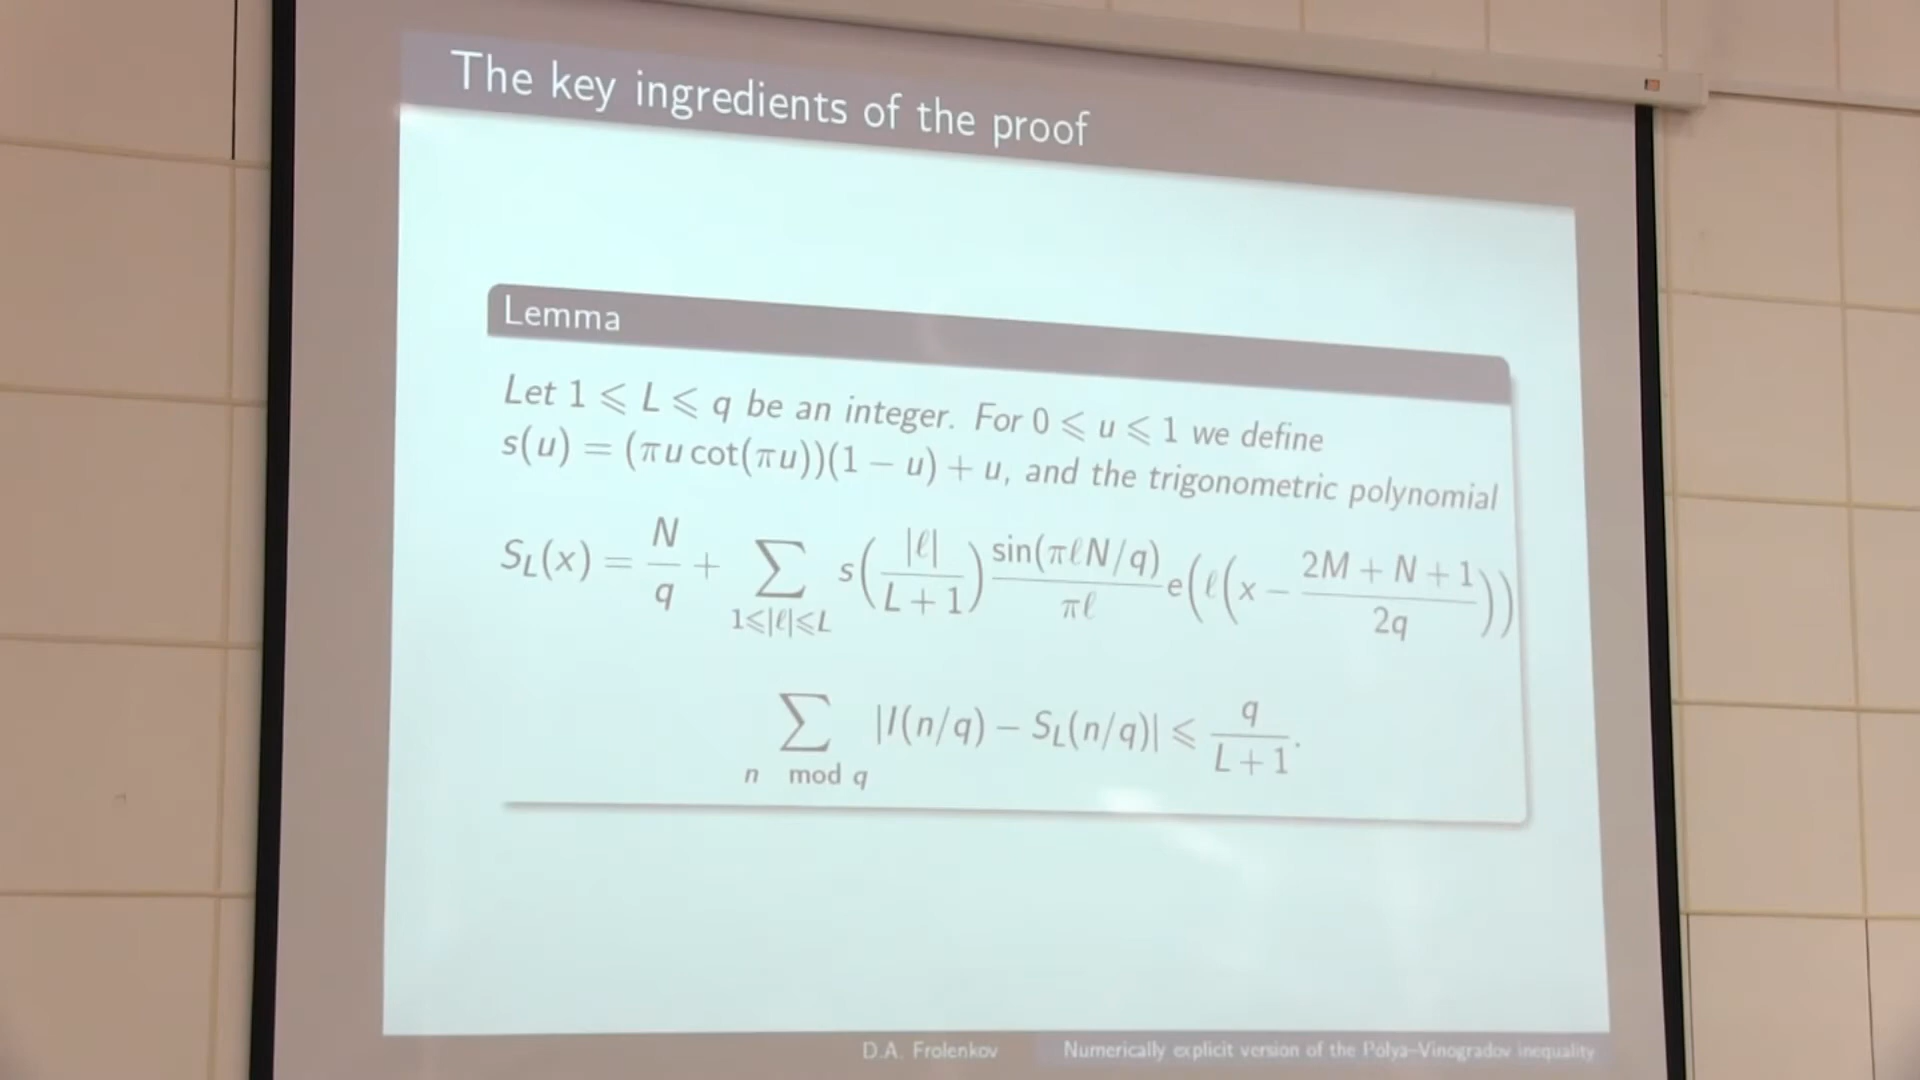 The key ingredients of the proof
Lemma
Let 1 ⩽ L ⩽ q be an integer. For 0 ⩽ u ⩽ 1 we define
s(u) = (πu cot(πu))(1 − u) + u, and the trigonometric polynomial
S_L(x) = N/q + ∑_{1⩽|ℓ|⩽L} s(|ℓ|/(L + 1)) sin(πℓN/q)/(πℓ) e(ℓ(x − (2M + N + 1)/(2q)))
∑_{n mod q} |I(n/q) − S_L(n/q)| ⩽ q/(L + 1).
D.A. Frolenkov Numerically explicit version of the Pólya–Vinogradov inequality